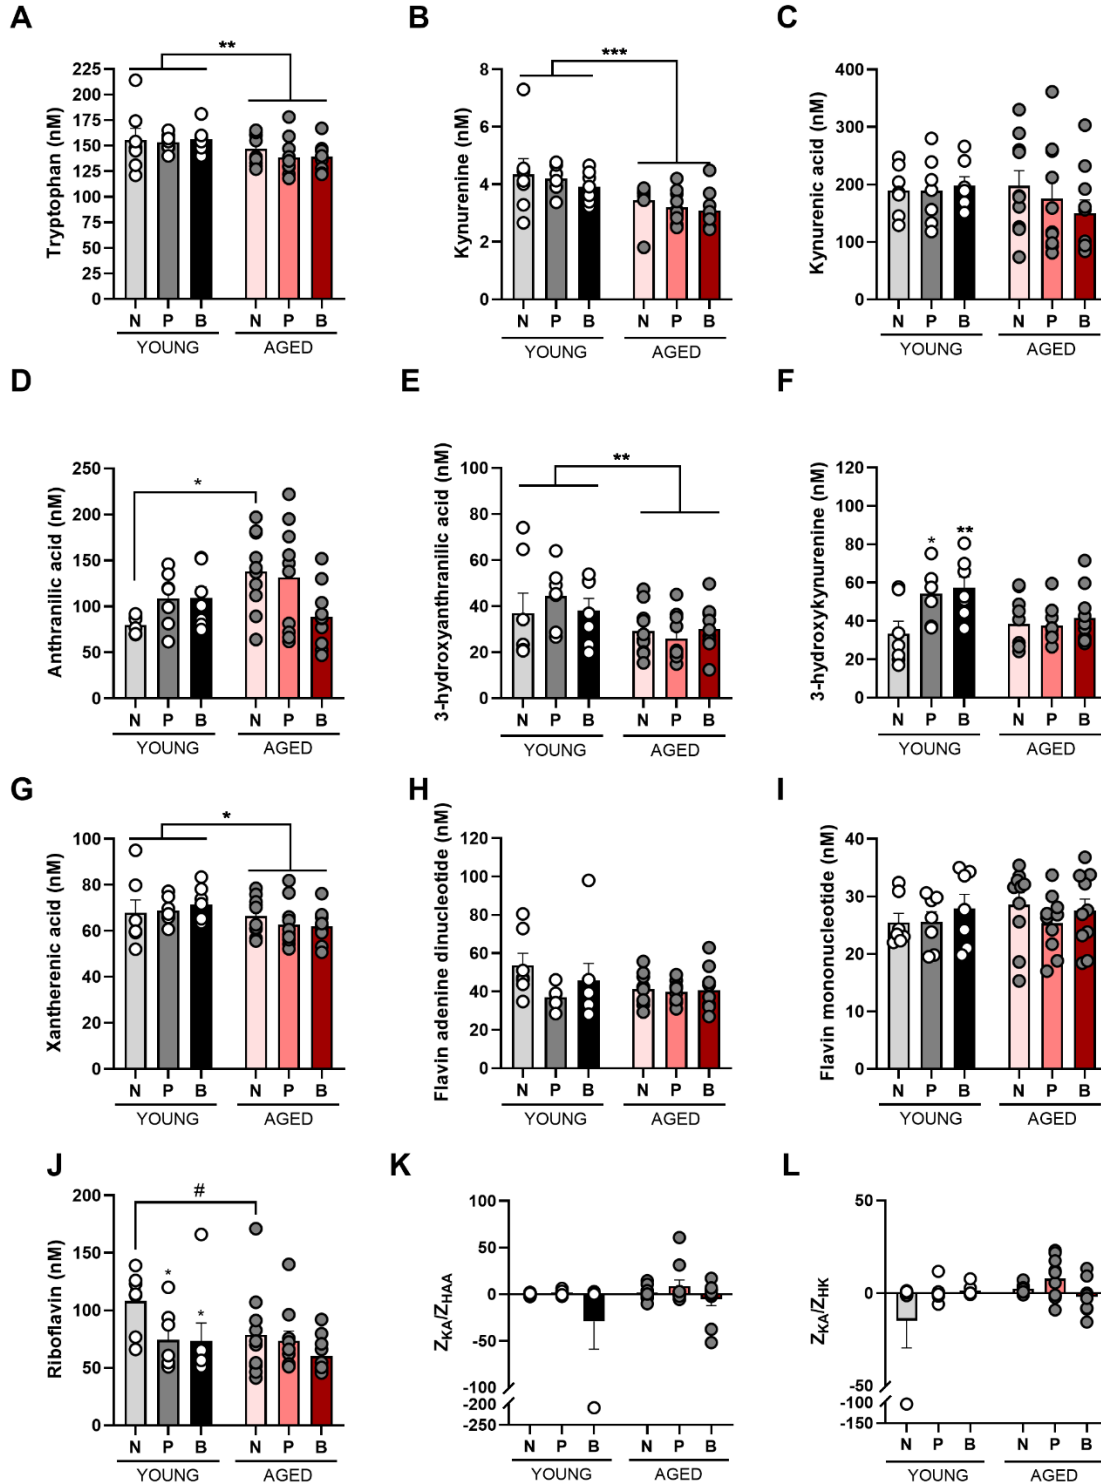 A
Tryptophan (nM)
**
225
200
175
150
125
100
75
50
25
0
N P B N P B
YOUNG AGED
B
Kynurenine (nM)
***
8
6
4
2
0
N P B N P B
YOUNG AGED
C
Kynurenic acid (nM)
400
300
200
100
0
N P B N P B
YOUNG AGED
D
Anthranilic acid (nM)
*
250
200
150
100
50
0
N P B N P B
YOUNG AGED
E
3-hydroxyanthranilic acid (nM)
**
100
80
60
40
20
0
N P B N P B
YOUNG AGED
F
3-hydroxykynurenine (nM)
* **
120
100
80
60
40
20
0
N P B N P B
YOUNG AGED
G
Xantherenic acid (nM)
*
100
80
60
40
20
0
N P B N P B
YOUNG AGED
H
Flavin adenine dinucleotide (nM)
120
100
80
60
40
20
0
N P B N P B
YOUNG AGED
I
Flavin mononucleotide (nM)
40
30
20
10
0
N P B N P B
YOUNG AGED
J
Riboflavin (nM)
#
* *
200
150
100
50
0
N P B N P B
YOUNG AGED
K
ZKA/ZHAA
100
50
0
-50
-100
-200
-250
N P B N P B
YOUNG AGED
L
ZKA/ZHK
50
0
-50
-100
-150
N P B N P B
YOUNG AGED